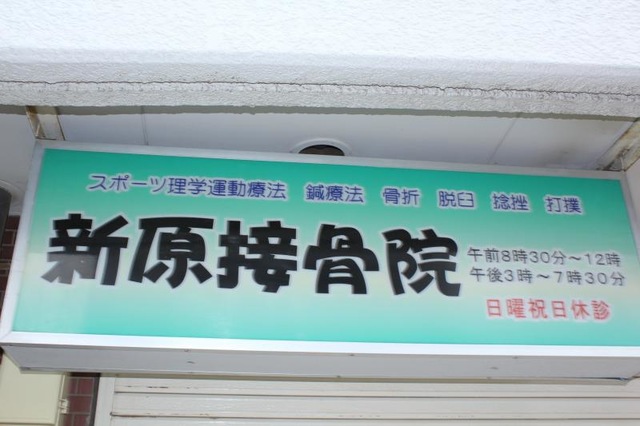 スポーツ理学運動療法 鍼療法 骨折 脱臼 捻挫 打撲
新原接骨院
午前8時30分～12時
午後3時～7時30分
日曜祝日休診